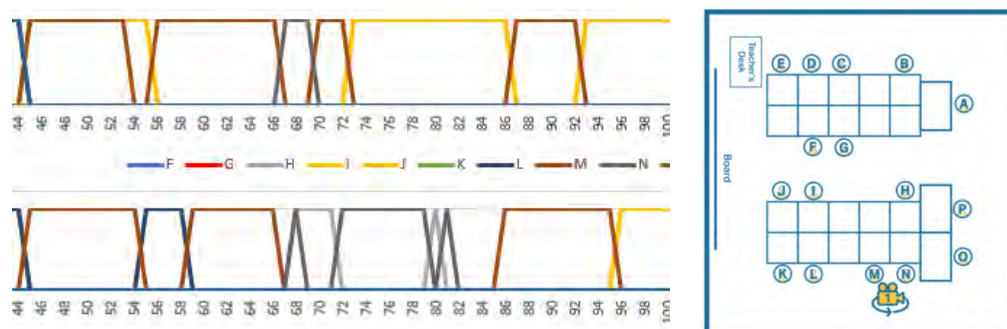 44 46 48 50 52 54 56 58 60 62 64 66 68 70 72 74 76 78 80 82 84 86 88 90 92 94 96 98 100
F G H I J K L M N
44 46 48 50 52 54 56 58 60 62 64 66 68 70 72 74 76 78 80 82 84 86 88 90 92 94 96 98 100
Teacher's
Desk
E D C B
A
F G
Board
J I H
P
O
K L M N
1